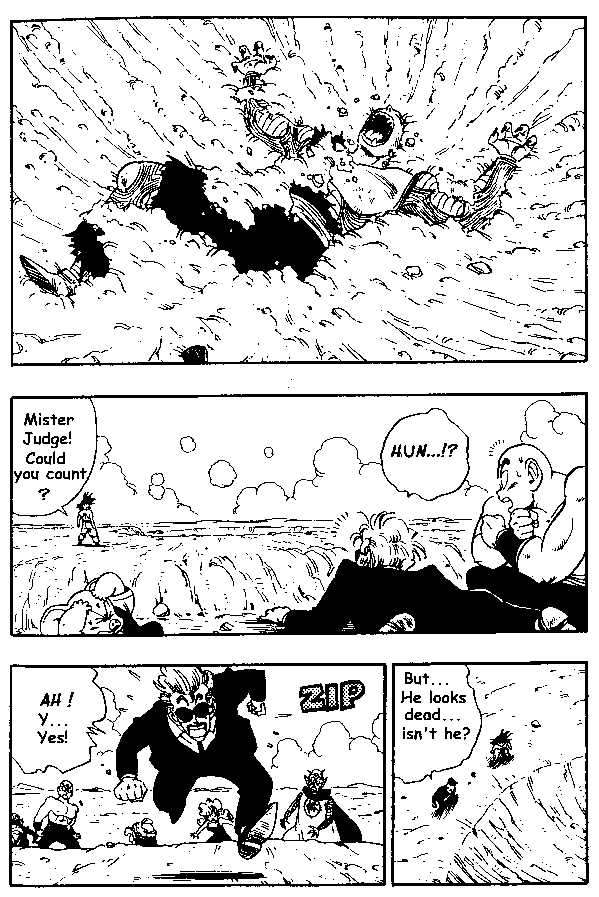 Mister
Judge!
Could
you count
?
HUN...!?
AH!
Y...
Yes!
ZIP
But...
He looks
dead...
isn't he?